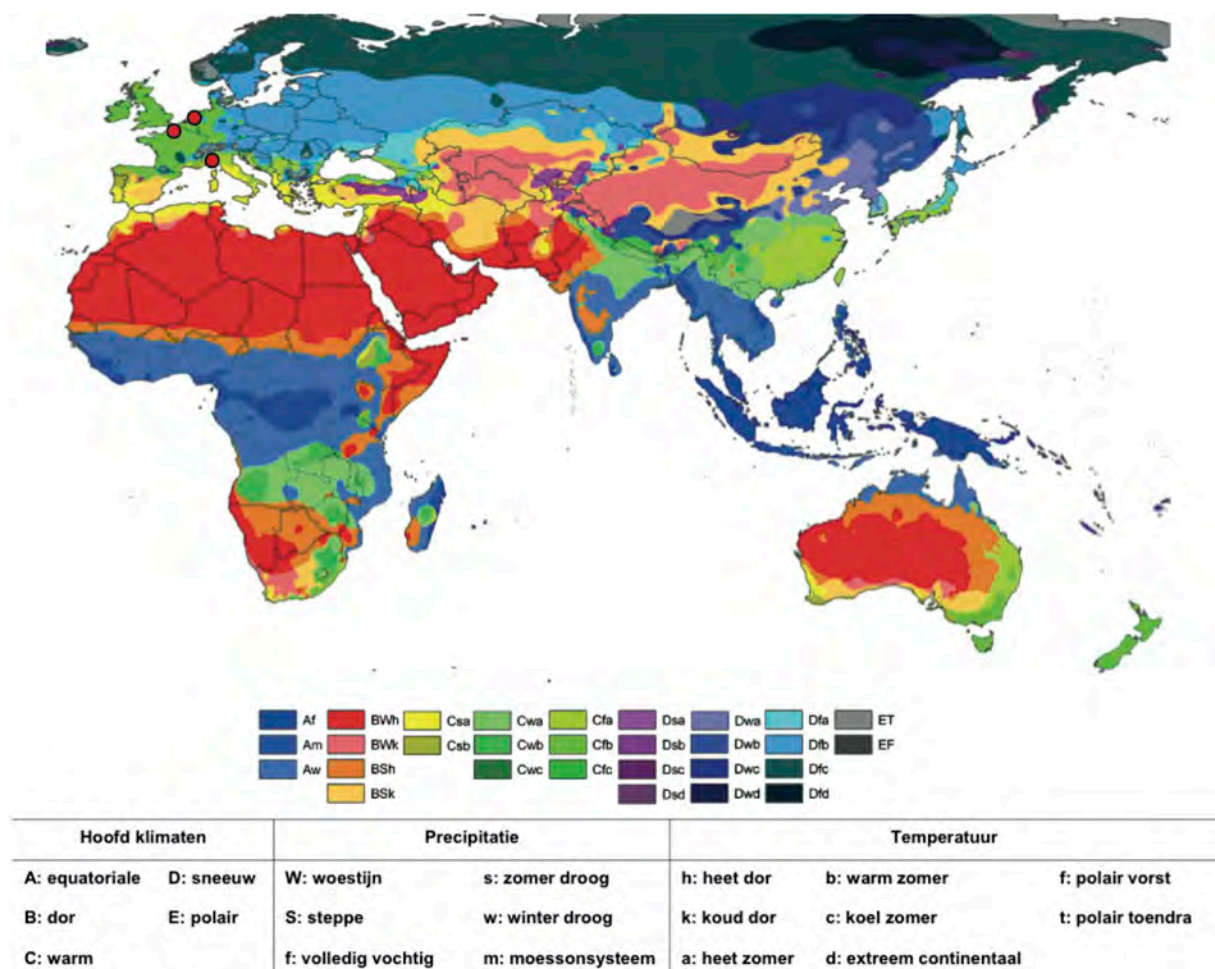 Af BWh Csa Cwa Cfa Dsa Dwa Dfa ET
Am BWk Csb Cwb Cfb Dsb Dwb Dfb EF
Aw BSh Cwc Cfc Dsc Dwc Dfc
BSk Dsd Dwd Dfd
Hoofd klimaten Precipitatie Temperatuur
A: equatoriale D: sneeuw W: woestijn s: zomer droog h: heet dor b: warm zomer f: polair vorst
B: dor E: polair S: steppe w: winter droog k: koud dor c: koel zomer t: polair toendra
C: warm f: volledig vochtig m: moessonsysteem a: heet zomer d: extreem continentaal